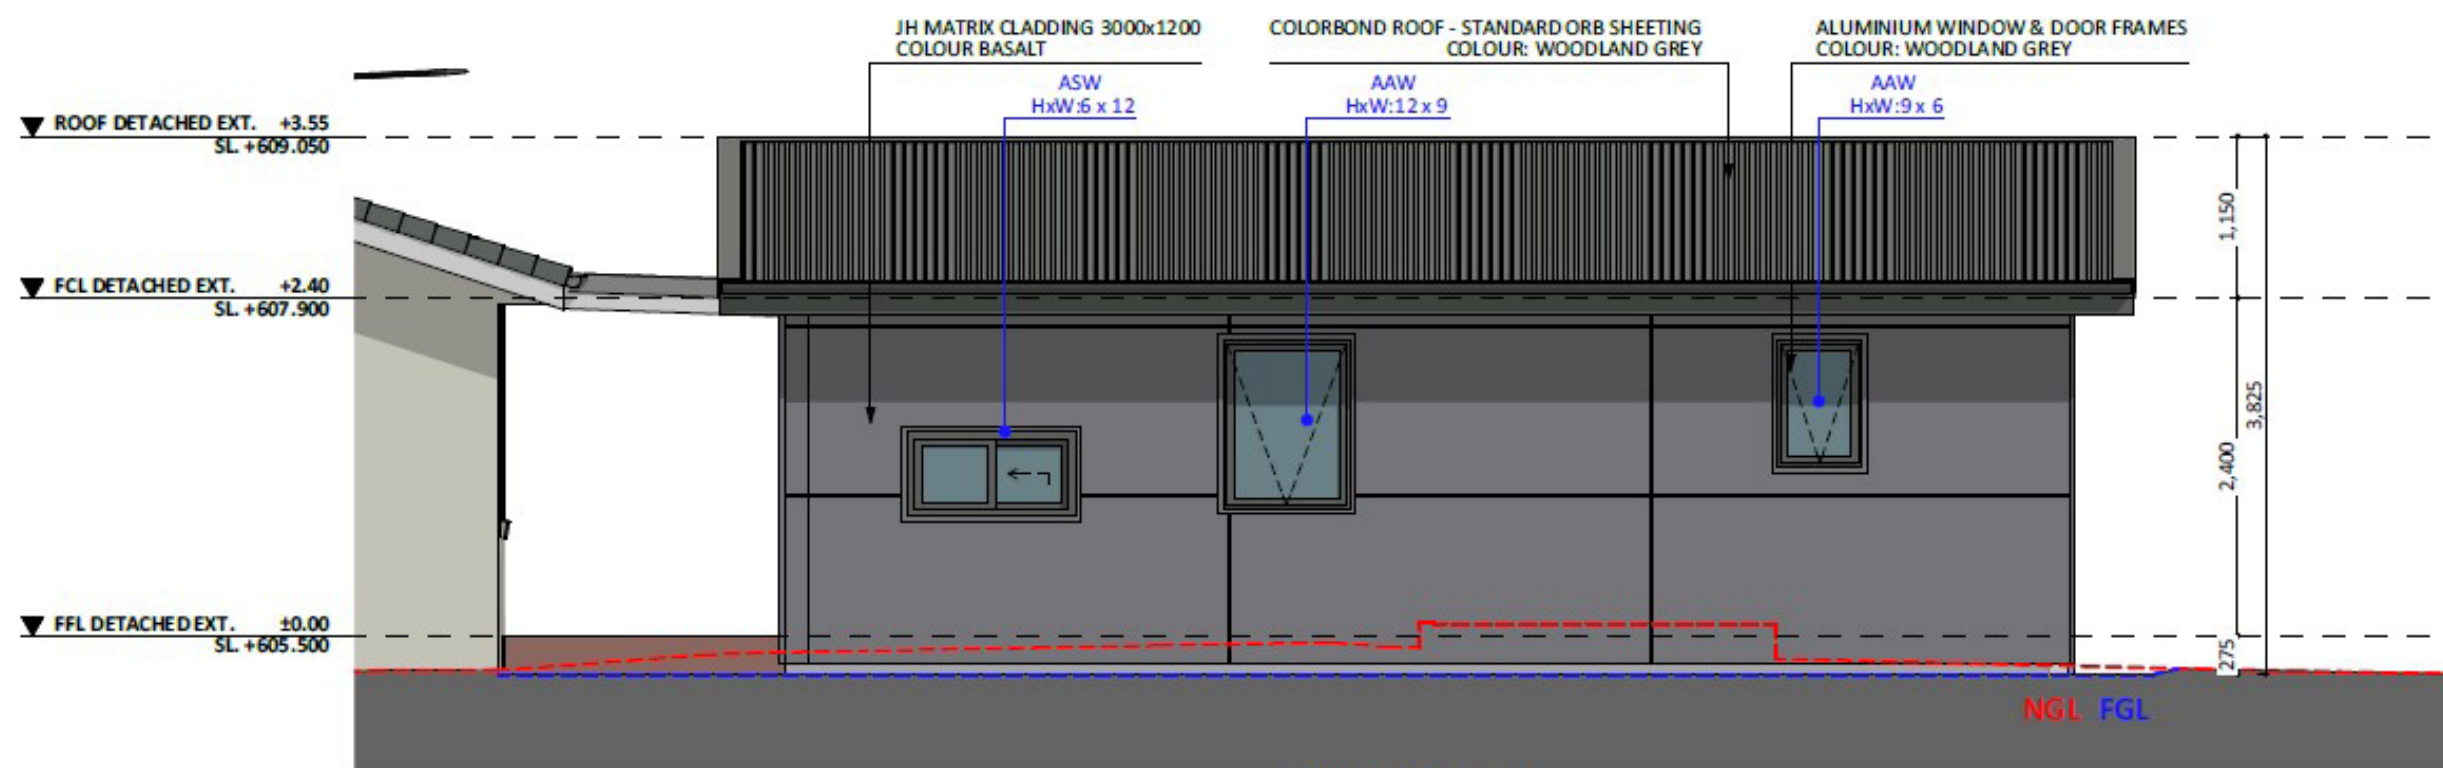 JH MATRIX CLADDING 3000x1200
COLOUR BASALT
COLORBOND ROOF - STANDARD ORB SHEETING
COLOUR: WOODLAND GREY
ALUMINIUM WINDOW & DOOR FRAMES
COLOUR: WOODLAND GREY
ASW
HxW:6 x 12
AAW
HxW:12 x 9
AAW
HxW:9 x 6
ROOF DETACHED EXT. +3.55
SL. +609.050
FCL DETACHED EXT. +2.40
SL. +607.900
FFL DETACHED EXT. ±0.00
SL. +605.500
1,150
3,825
2,400
275
NGL FGL